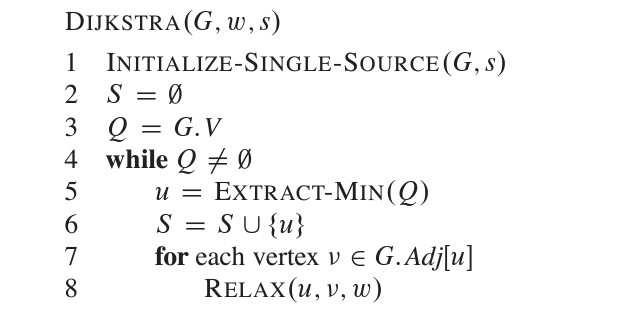 DIJKSTRA(G, w, s)
1 INITIALIZE-SINGLE-SOURCE(G, s)
2 S = ∅
3 Q = G.V
4 while Q ≠ ∅
5 u = EXTRACT-MIN(Q)
6 S = S ∪ {u}
7 for each vertex v ∈ G.Adj[u]
8 RELAX(u, v, w)